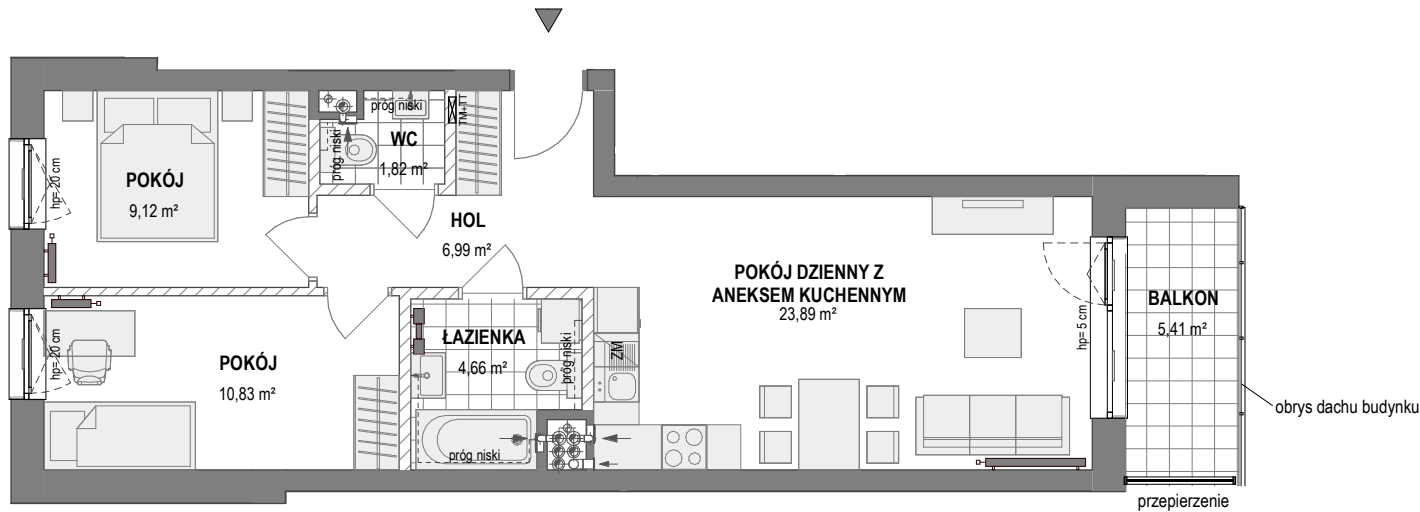 próg niski
TM+TT
WC
1,82 m²
próg niski
POKÓJ
9,12 m²
hp= 20 cm
HOL
6,99 m²
POKÓJ DZIENNY Z
ANEKSEM KUCHENNYM
23,89 m²
BALKON
5,41 m²
hp= 5 cm
hp= 20 cm
POKÓJ
10,83 m²
ŁAZIENKA
4,66 m²
próg niski
ZM
obrys dachu budynku
próg niski
przepierzenie